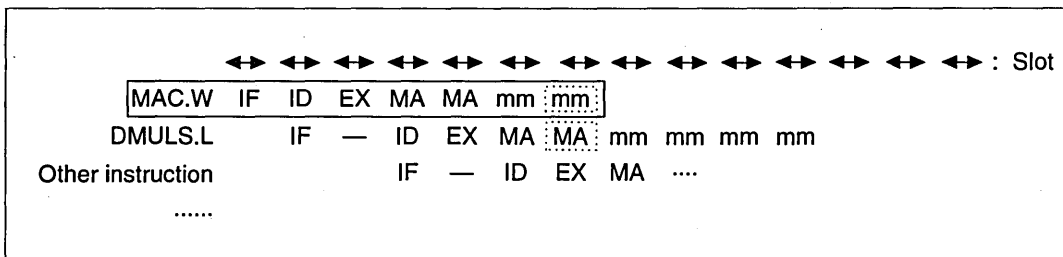 : Slot
MAC.W IF ID EX MA MA mm mm
DMULS.L IF — ID EX MA MA mm mm mm mm
Other instruction IF — ID EX MA ....
......